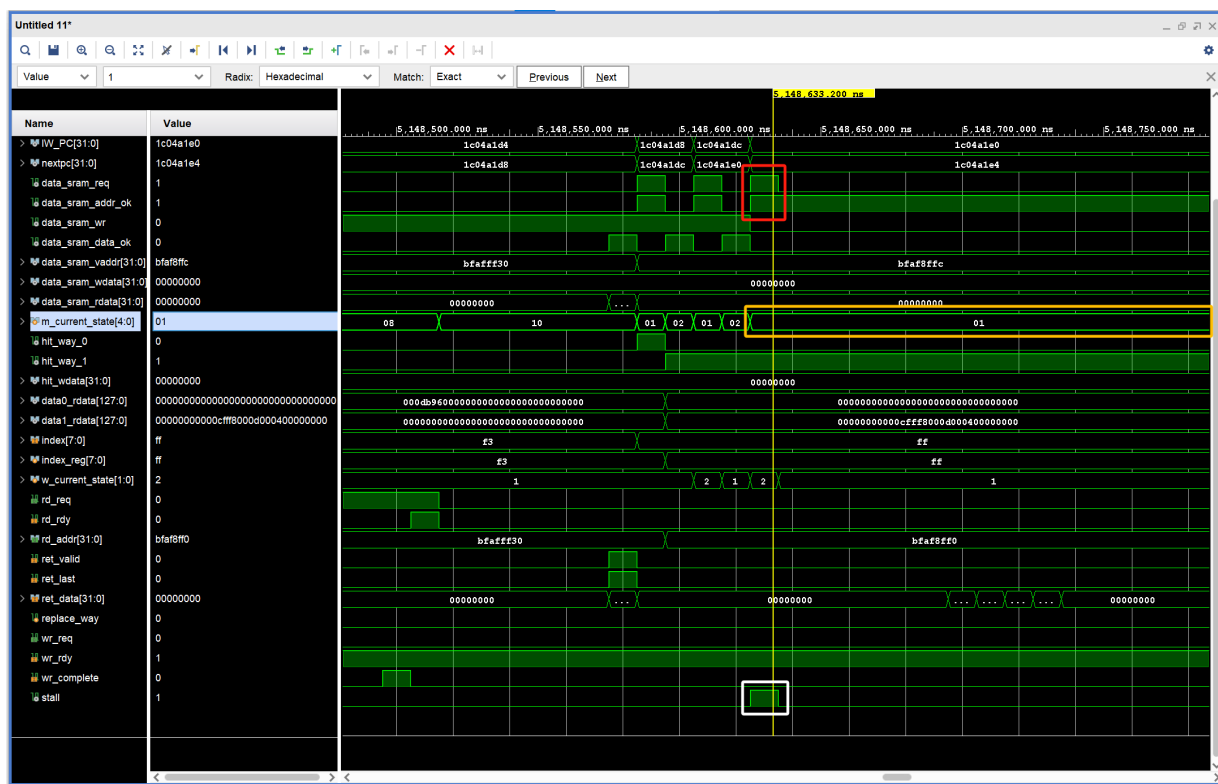 Untitled 11*
Value 1 Radix: Hexadecimal Match: Exact Previous Next
5,148,633.200 ns
Name Value
5,148,500.000 ns 5,148,550.000 ns 5,148,600.000 ns 5,148,650.000 ns 5,148,700.000 ns 5,148,750.000 ns
IW_PC[31:0] 1c04a1e0 1c04a1d4 1c04a1d8 1c04a1dc 1c04a1e0
nextpc[31:0] 1c04a1e4 1c04a1d8 1c04a1dc 1c04a1e0 1c04a1e4
data_sram_req 1
data_sram_addr_ok 1
data_sram_wr 0
data_sram_data_ok 0
data_sram_vaddr[31:0] bfaf8ffc bfafff30 bfaf8ffc
data_sram_wdata[31:0] 00000000 00000000
data_sram_rdata[31:0] 00000000 00000000 ... 00000000
m_current_state[4:0] 01 08 10 01 02 01 02 01
hit_way_0 0
hit_way_1 1
hit_wdata[31:0] 00000000 00000000
data0_rdata[127:0] 00000000000000000000000000000000 000db960000000000000000000000000 00000000000000000000000000000000
data1_rdata[127:0] 00000000000cfff8000d000400000000 00000000000000000000000000000000 00000000000cfff8000d000400000000
index[7:0] ff f3 ff
index_reg[7:0] ff f3 ff
w_current_state[1:0] 2 1 2 1 2 1
rd_req 0
rd_rdy 0
rd_addr[31:0] bfaf8ff0 bfafff30 bfaf8ff0
ret_valid 0
ret_last 0
ret_data[31:0] 00000000 00000000 ... 00000000 ... ... ... ... 00000000
replace_way 0
wr_req 0
wr_rdy 1
wr_complete 0
stall 1